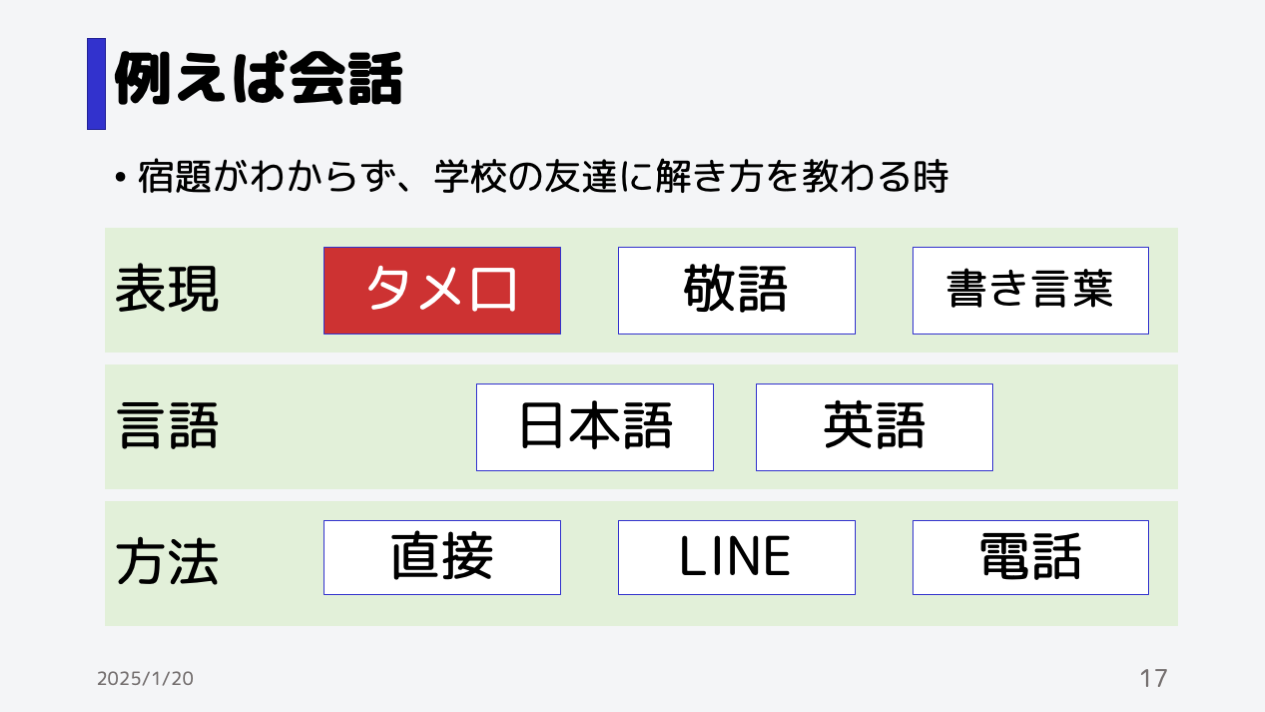 例えば会話
• 宿題がわからず、学校の友達に解き方を教わる時
表現 タメ口 敬語 書き言葉
言語 日本語 英語
方法 直接 LINE 電話
2025/1/20 17